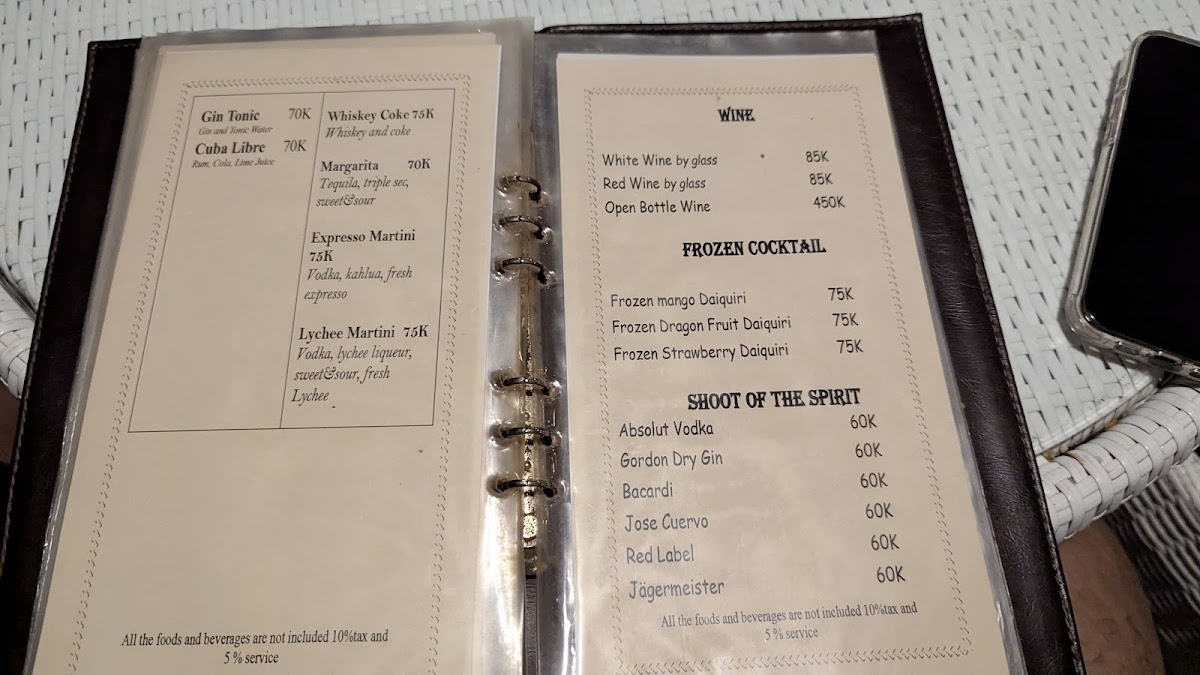 Gin Tonic 70K
Gin and Tonic Water
Cuba Libre 70K
Rum, Cola, Lime Juice
Whiskey Coke 75K
Whiskey and coke
Margarita 70K
Tequila, triple sec,
sweet&sour
Expresso Martini
75K
Vodka, kahlua, fresh
expresso
Lychee Martini 75K
Vodka, lychee liqueur,
sweet&sour, fresh
Lychee
All the foods and beverages are not included 10%tax and
5 % service
WINE
White Wine by glass 85K
Red Wine by glass 85K
Open Bottle Wine 450K
FROZEN COCKTAIL
Frozen mango Daiquiri 75K
Frozen Dragon Fruit Daiquiri 75K
Frozen Strawberry Daiquiri 75K
SHOOT OF THE SPIRIT
Absolut Vodka 60K
Gordon Dry Gin 60K
Bacardi 60K
Jose Cuervo 60K
Red Label 60K
Jägermeister 60K
All the foods and beverages are not included 10%tax and
5 % service